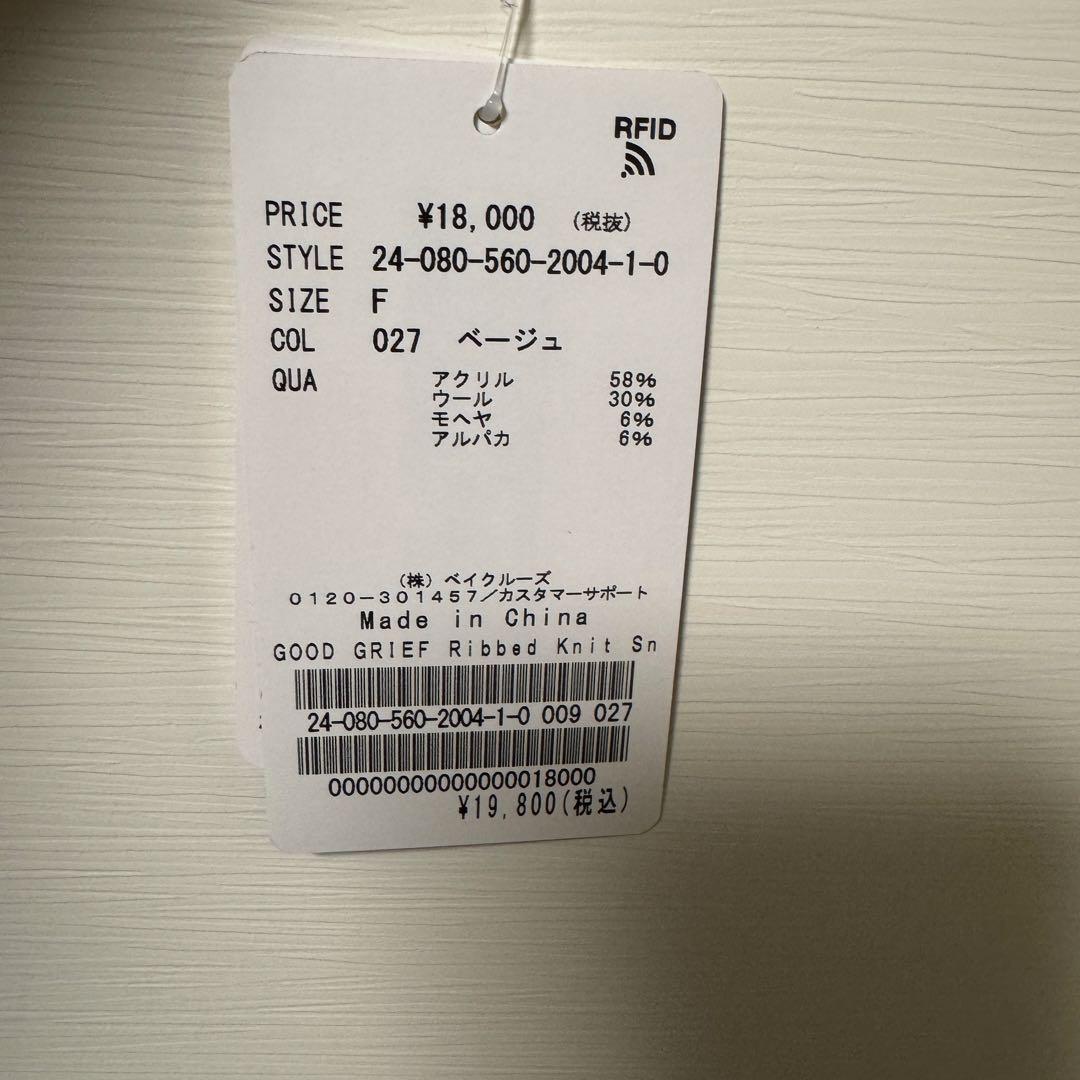 RFID
PRICE ¥18,000 (税抜)
STYLE 24-080-560-2004-1-0
SIZE F
COL 027 ベージュ
QUA アクリル 58%
ウール 30%
モヘヤ 6%
アルパカ 6%
(株)ベイクルーズ
0120-301457/カスタマーサポート
Made in China
GOOD GRIEF Ribbed Knit Sn
24-080-560-2004-1-0 009 027
00000000000000018000
¥19,800(税込)